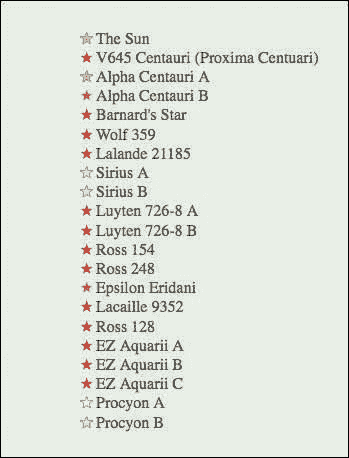 The Sun
V645 Centauri (Proxima Centuari)
Alpha Centauri A
Alpha Centauri B
Barnard's Star
Wolf 359
Lalande 21185
Sirius A
Sirius B
Luyten 726-8 A
Luyten 726-8 B
Ross 154
Ross 248
Epsilon Eridani
Lacaille 9352
Ross 128
EZ Aquarii A
EZ Aquarii B
EZ Aquarii C
Procyon A
Procyon B